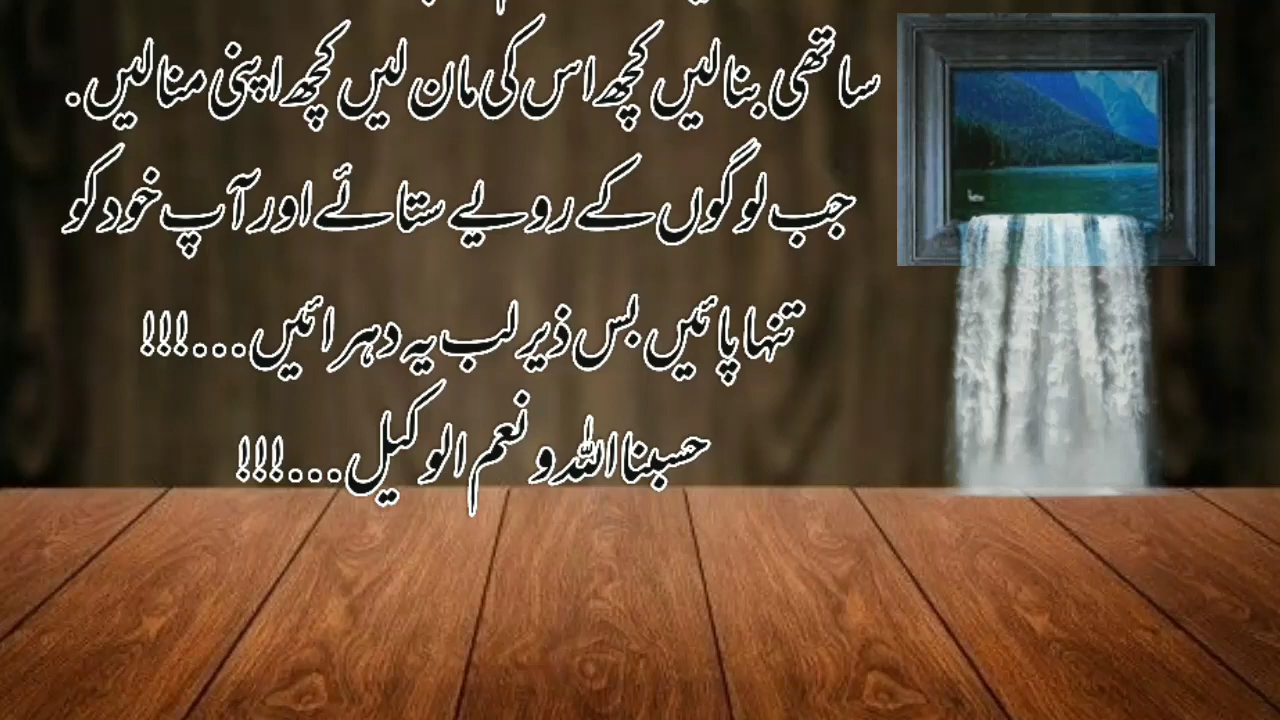 ساتھی بنالیں کچھ اس کی مان لیں کچھ اپنی منالیں.
جب لوگوں کے رویے ستائے اور آپ خود کو
تنہا پائیں بس ذیر لب یہ دہرائیں...!!!
حسبنا اللہ و نعم الوکیل...!!!